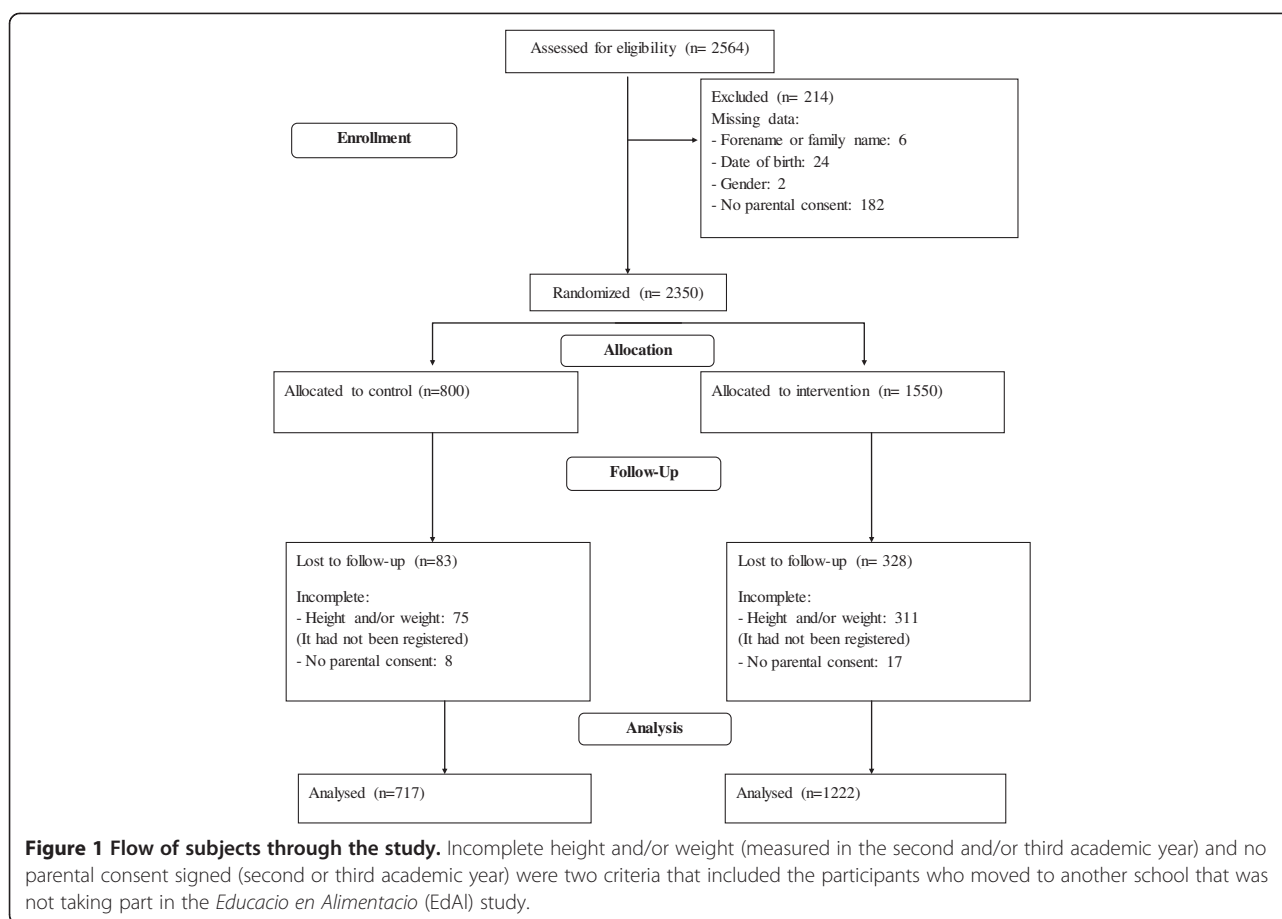 Assessed for eligibility (n= 2564)
Excluded (n= 214)
Missing data:
- Forename or family name: 6
- Date of birth: 24
- Gender: 2
- No parental consent: 182
Enrollment
Randomized (n= 2350)
Allocation
Allocated to control (n=800)
Allocated to intervention (n= 1550)
Follow-Up
Lost to follow-up (n=83)
Incomplete:
- Height and/or weight: 75
(It had not been registered)
- No parental consent: 8
Lost to follow-up (n= 328)
Incomplete:
- Height and/or weight: 311
(It had not been registered)
- No parental consent: 17
Analysis
Analysed (n=717)
Analysed (n=1222)
Figure 1 Flow of subjects through the study. Incomplete height and/or weight (measured in the second and/or third academic year) and no
parental consent signed (second or third academic year) were two criteria that included the participants who moved to another school that was
not taking part in the Educacio en Alimentacio (EdAl) study.